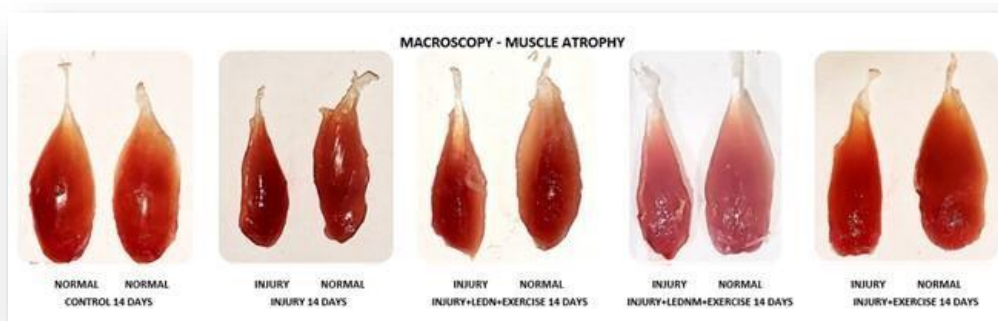 MACROSCOPY - MUSCLE ATROPHY
NORMAL NORMAL
CONTROL 14 DAYS
INJURY NORMAL
INJURY 14 DAYS
INJURY NORMAL
INJURY+LEDN+EXERCISE 14 DAYS
INJURY NORMAL
INJURY+LEDNM+EXERCISE 14 DAYS
INJURY NORMAL
INJURY+EXERCISE 14 DAYS